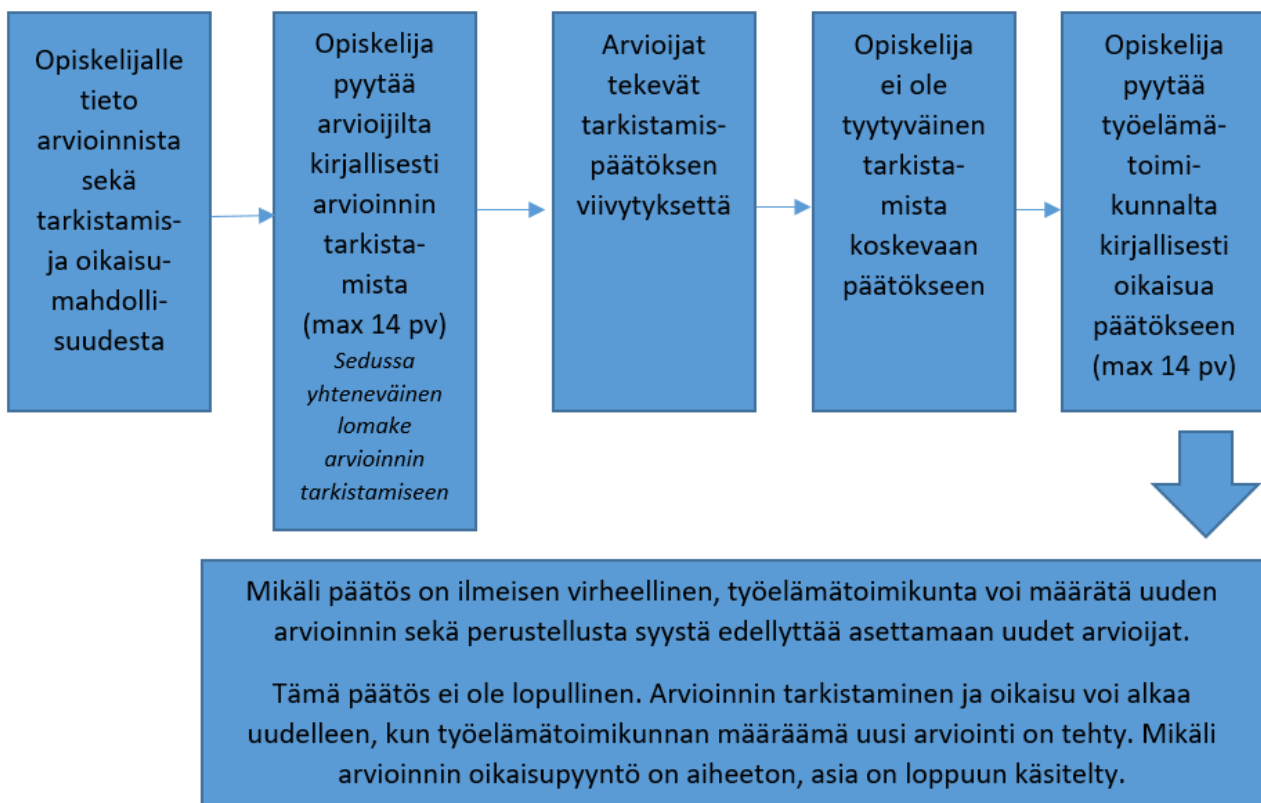 Opiskelijalle
tieto
arvioinnista
sekä
tarkistamis-
ja oikaisu-
mahdolli-
suudesta
Opiskelija
pyytää
arvioijilta
kirjallisesti
arvioinnin
tarkista-
mista
(max 14 pv)
Sedussa
yhteneväinen
lomake
arvioinnin
tarkistamiseen
Arvioijat
tekevät
tarkistamis-
päätöksen
viivytyksettä
Opiskelija
ei ole
tyytyväinen
tarkista-
mista
koskevaan
päätökseen
Opiskelija
pyytää
työelämä-
toimi-
kunnalta
kirjallisesti
oikaisua
päätökseen
(max 14 pv)
Mikäli päätös on ilmeisen virheellinen, työelämätoimikunta voi määrätä uuden
arvioinnin sekä perustellusta syystä edellyttää asettamaan uudet arvioijat.
Tämä päätös ei ole lopullinen. Arvioinnin tarkistaminen ja oikaisu voi alkaa
uudelleen, kun työelämätoimikunnan määräämä uusi arviointi on tehty. Mikäli
arvioinnin oikaisupyyntö on aiheeton, asia on loppuun käsitelty.